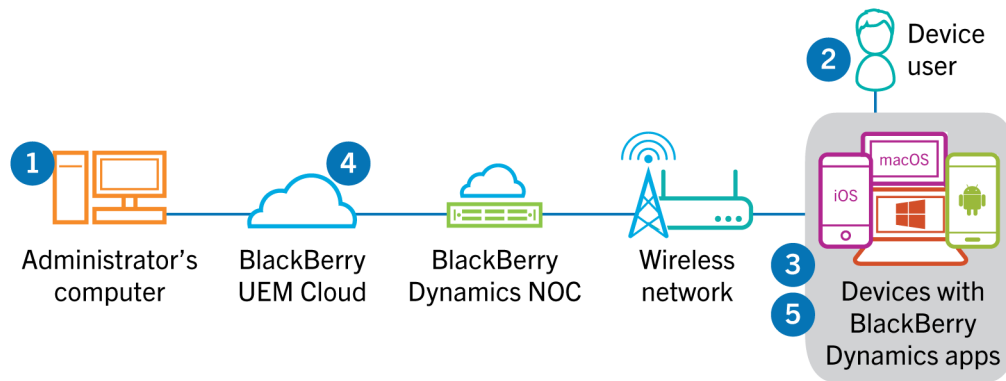 2
Device
user
1
4
macOS
iOS
Administrator's
computer
BlackBerry
UEM Cloud
BlackBerry
Dynamics NOC
Wireless
network
3
5
Devices with
BlackBerry
Dynamics apps